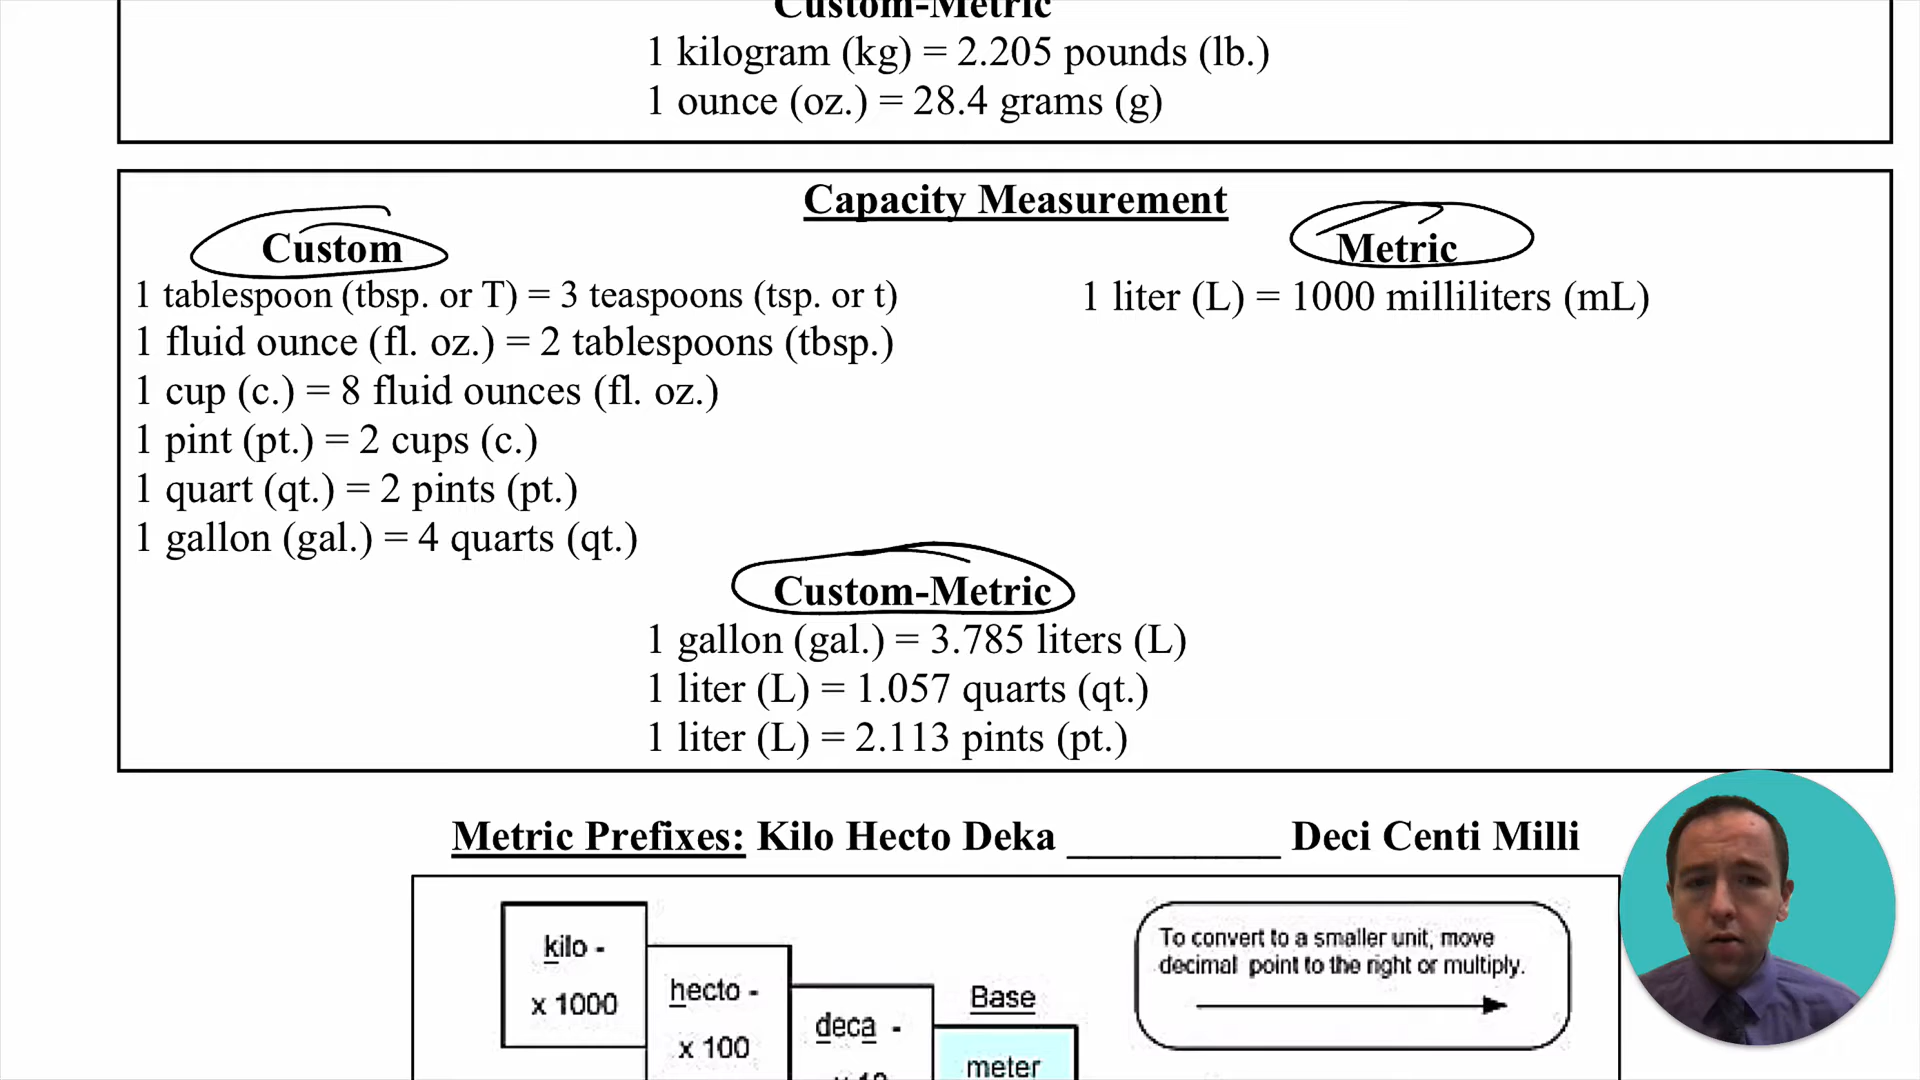 Custom-Metric
1 kilogram (kg) = 2.205 pounds (lb.)
1 ounce (oz.) = 28.4 grams (g)
Capacity Measurement
Custom
Metric
1 tablespoon (tbsp. or T) = 3 teaspoons (tsp. or t)
1 liter (L) = 1000 milliliters (mL)
1 fluid ounce (fl. oz.) = 2 tablespoons (tbsp.)
1 cup (c.) = 8 fluid ounces (fl. oz.)
1 pint (pt.) = 2 cups (c.)
1 quart (qt.) = 2 pints (pt.)
1 gallon (gal.) = 4 quarts (qt.)
Custom-Metric
1 gallon (gal.) = 3.785 liters (L)
1 liter (L) = 1.057 quarts (qt.)
1 liter (L) = 2.113 pints (pt.)
Metric Prefixes: Kilo Hecto Deka __________ Deci Centi Milli
kilo -
x 1000
hecto -
x 100
deca -
x 10
Base
meter
To convert to a smaller unit, move
decimal point to the right or multiply.